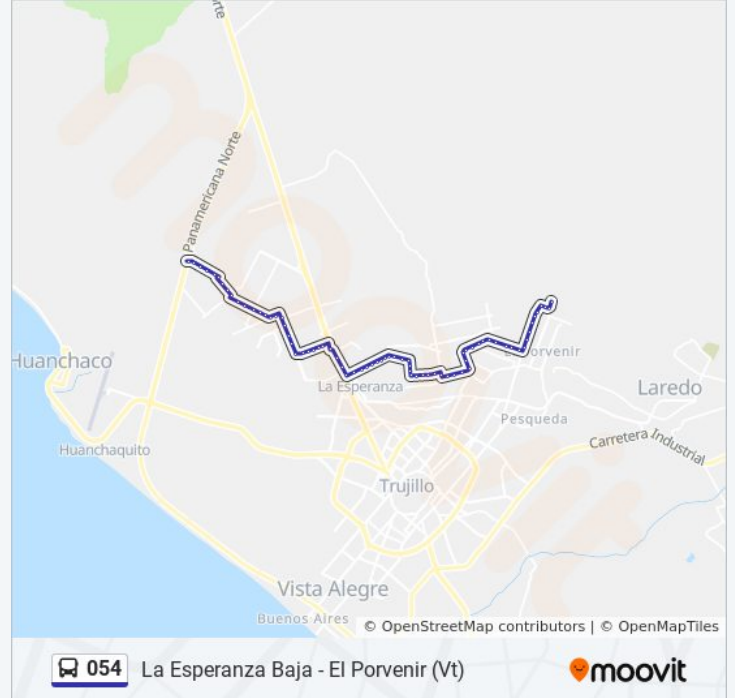 orte
Panamericana Norte
Huanchaco
El Porvenir
La Esperanza
Laredo
Pesqueda
Huanchaquito
Carretera Industrial
Trujillo
Vista Alegre
Buenos Aires
© OpenStreetMap contributors | © OpenMapTiles
054 La Esperanza Baja - El Porvenir (Vt)
moovit